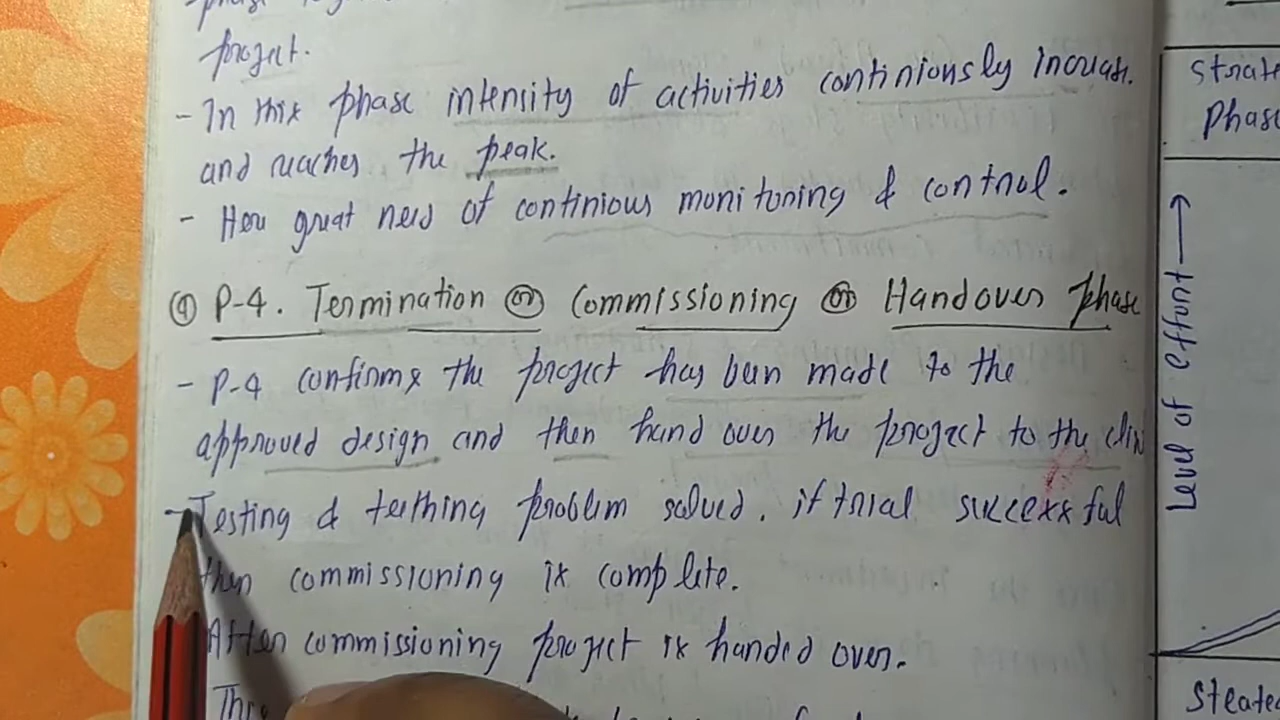 project.
- In this phase intensity of activities continiously increase.
and reaches the peak.
- Here great need of continious monitoring & control.
④ P-4. Termination or Commissioning or Handover phase
- P-4 confirms the project has been made to the
approved design and then hand over the project to the
- Testing & teething problem solved. if trial successful
then commissioning is complete.
After commissioning project is handed over.
Phase
Level of effort →